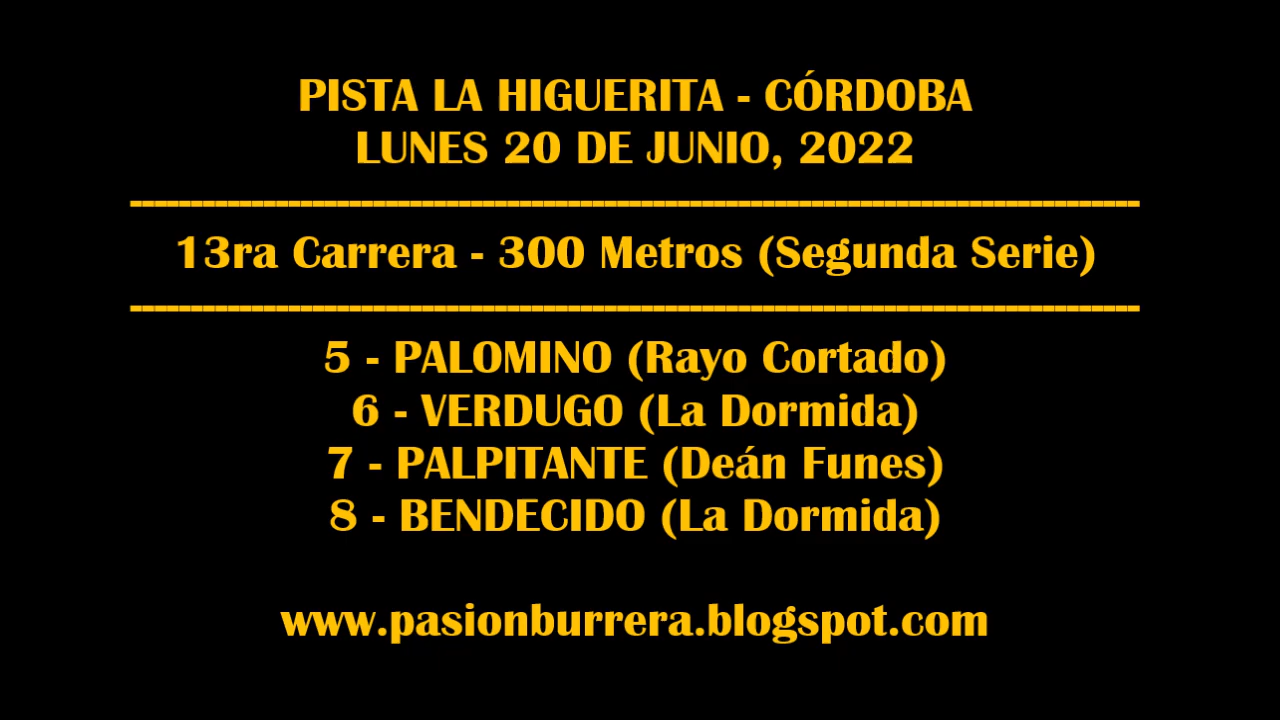 PISTA LA HIGUERITA - CÓRDOBA
LUNES 20 DE JUNIO, 2022
--------------------------------------------------------------------------------
13ra Carrera - 300 Metros (Segunda Serie)
--------------------------------------------------------------------------------
5 - PALOMINO (Rayo Cortado)
6 - VERDUGO (La Dormida)
7 - PALPITANTE (Deán Funes)
8 - BENDECIDO (La Dormida)
www.pasionburrera.blogspot.com